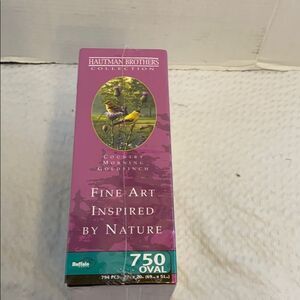 HAUTMAN BROTHERS
COLLECTION
COUNTRY
MORNING
GOLDFINCH
FINE ART
INSPIRED
BY NATURE
Buffalo
750
OVAL